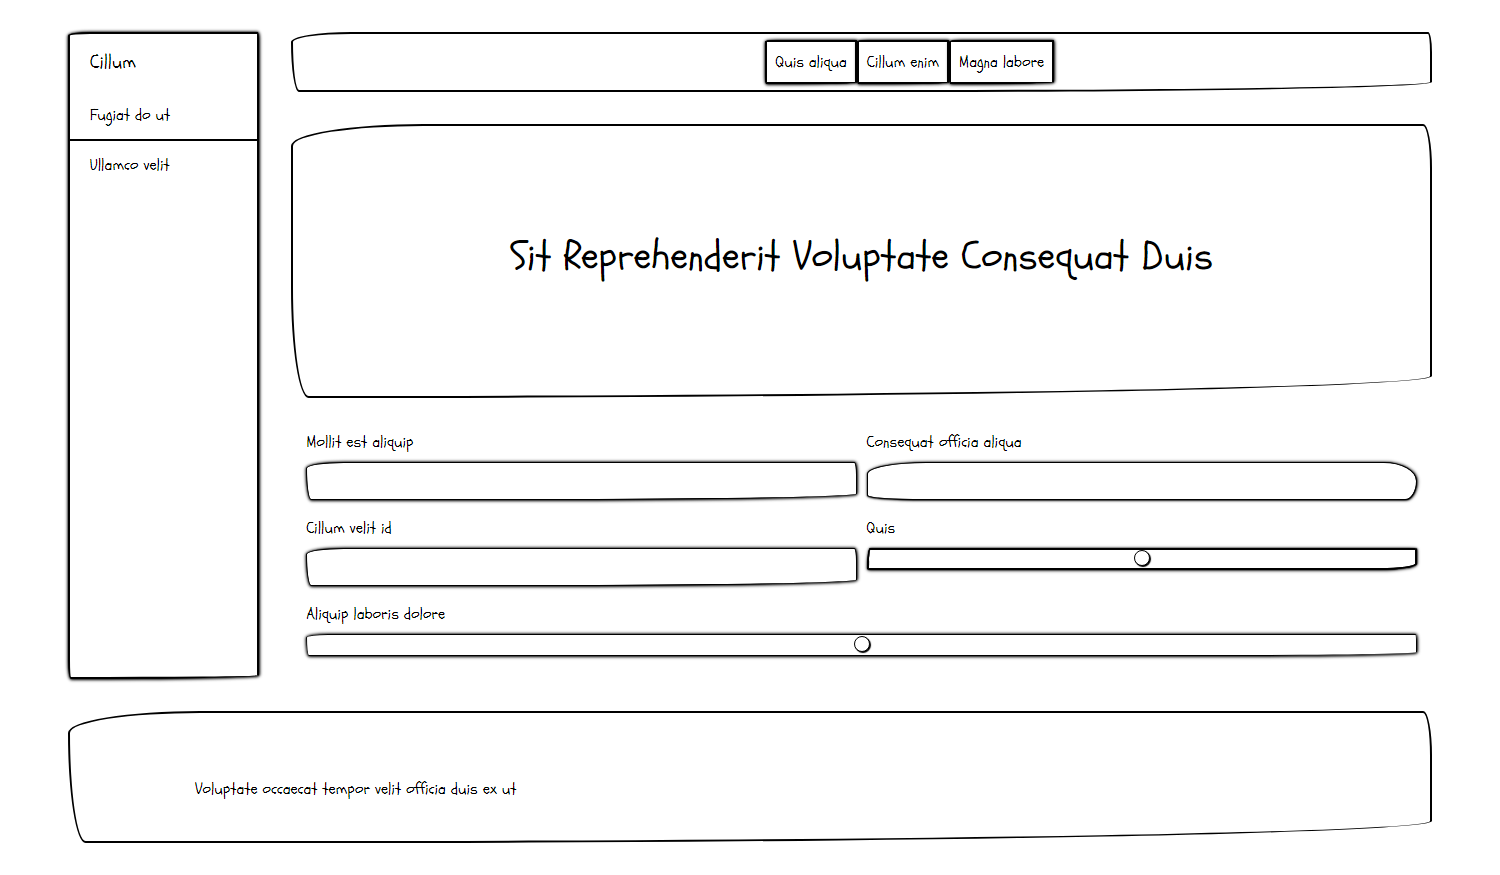 Cillum
Fugiat do ut
Ullamco velit
Quis aliqua
Cillum enim
Magna labore
Sit Reprehenderit Voluptate Consequat Duis
Mollit est aliquip
Consequat officia aliqua
Cillum velit id
Quis
Aliquip laboris dolore
Voluptate occaecat tempor velit officia duis ex ut